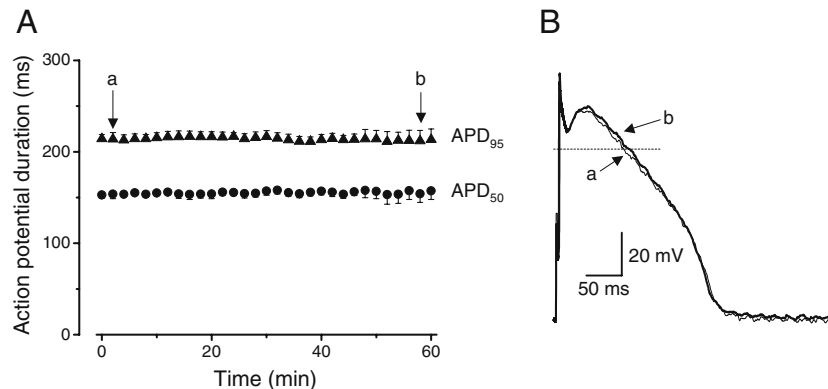 A
Action potential duration (ms)
300
200
100
0
a
b
APD95
APD50
0
20
40
60
Time (min)
B
b
a
20 mV
50 ms